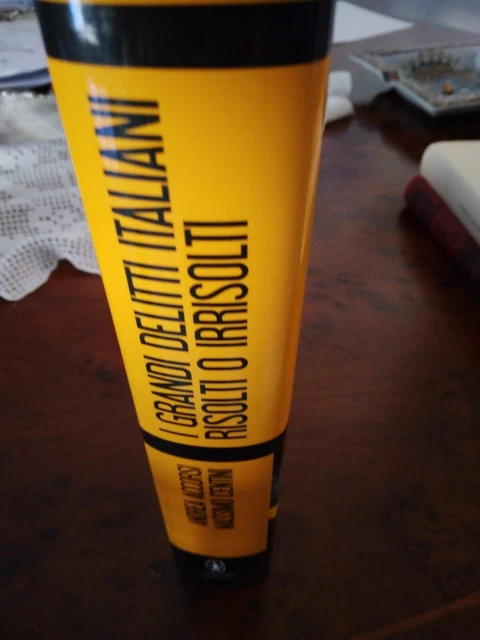 I GRANDI DELITTI ITALIANI
RISOLTI O IRRISOLTI
ANDREA ACCORSI
MASSIMO CENTINI